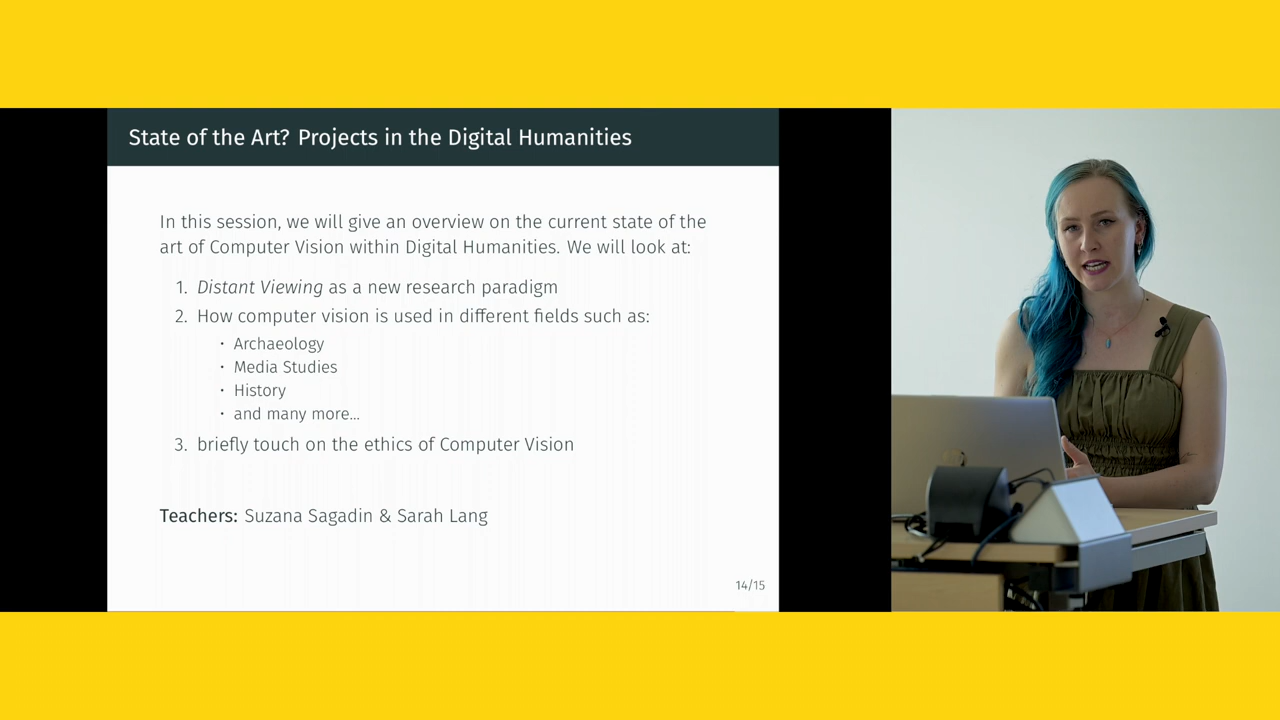 State of the Art? Projects in the Digital Humanities
In this session, we will give an overview on the current state of the
art of Computer Vision within Digital Humanities. We will look at:
1. Distant Viewing as a new research paradigm
2. How computer vision is used in different fields such as:
· Archaeology
· Media Studies
· History
· and many more...
3. briefly touch on the ethics of Computer Vision
Teachers: Suzana Sagadin & Sarah Lang
14/15